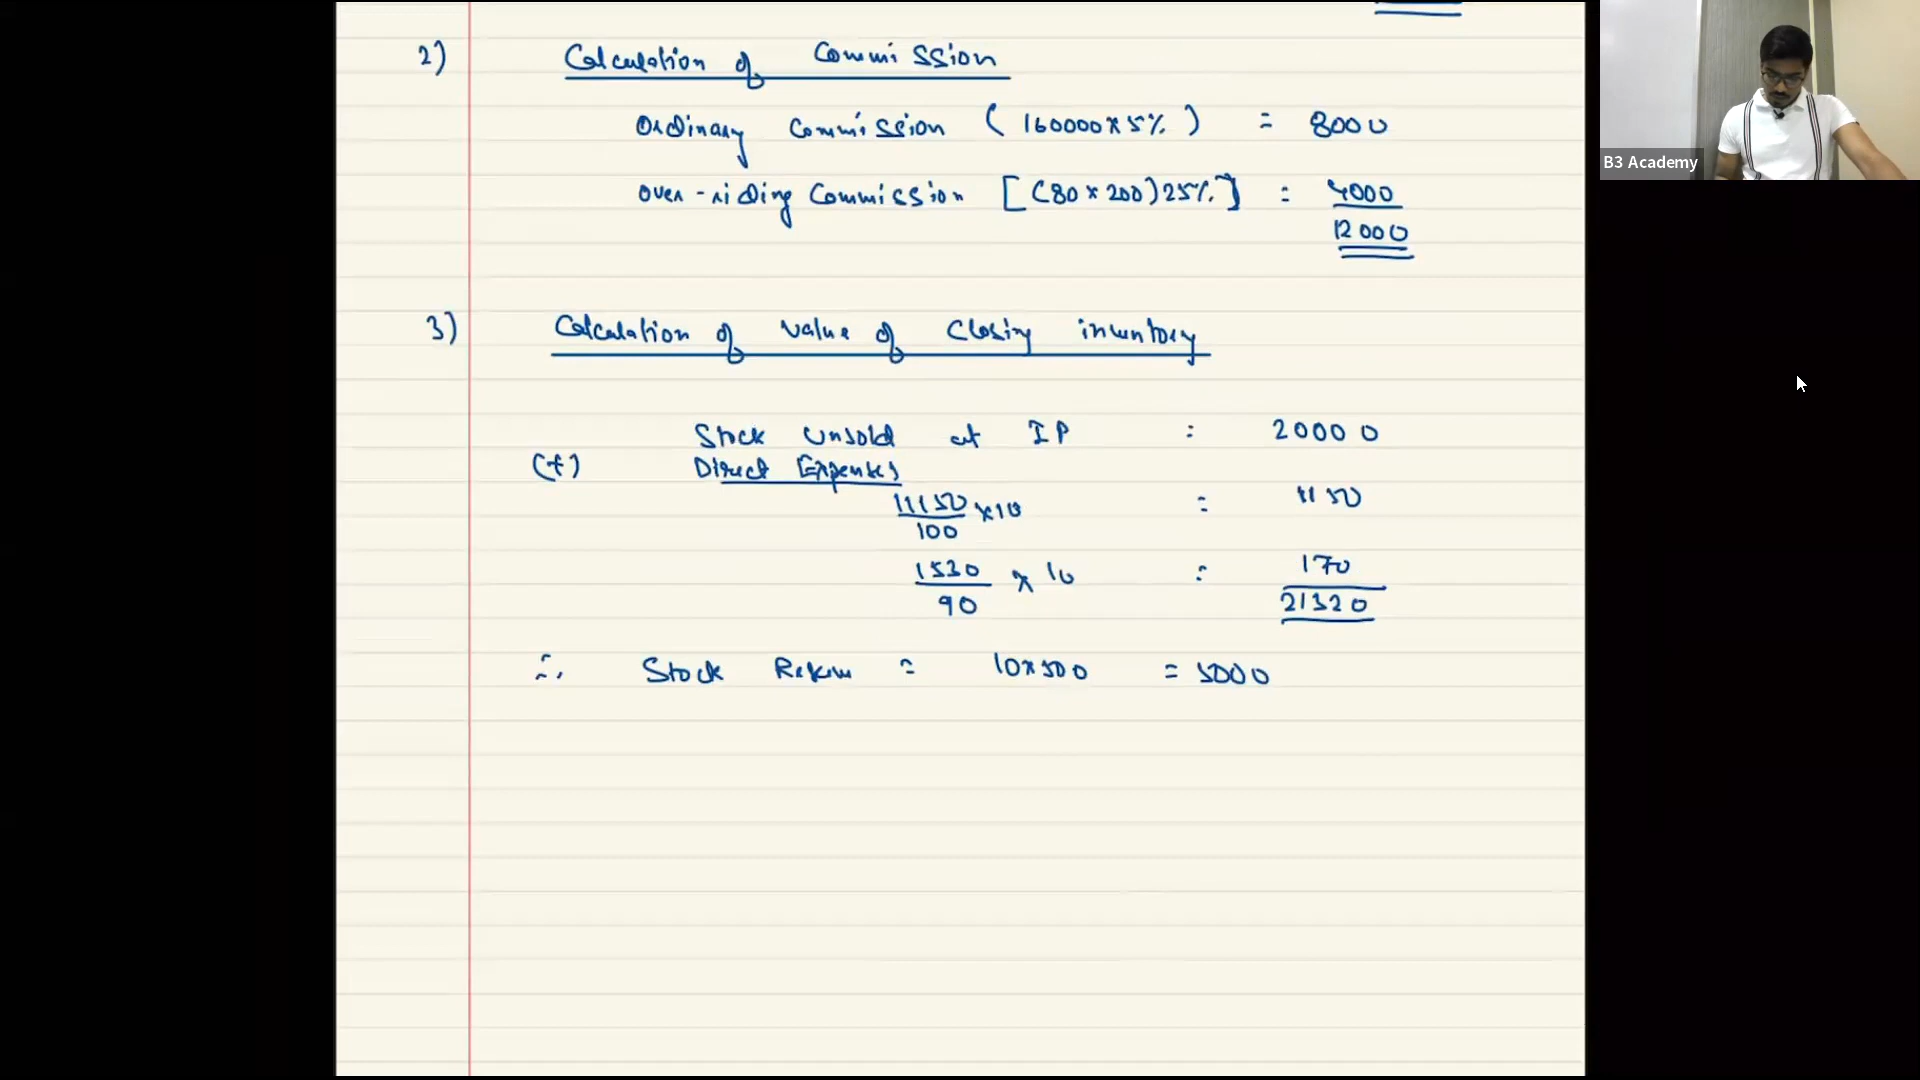 2) Calculation of Commission
Ordinary Commission (160000 x 5%) = 8000
Over-riding Commission [(80 x 200) 25%] = 4000
12000
3) Calculation of value of Closing inventory
Stock Unsold at IP : 20000
(+) Direct Expenses
11150/100 x 10 = 1150
1530/90 x 10 = 170
21320
∴ Stock Reserve = 10 x 500 = 5000
B3 Academy